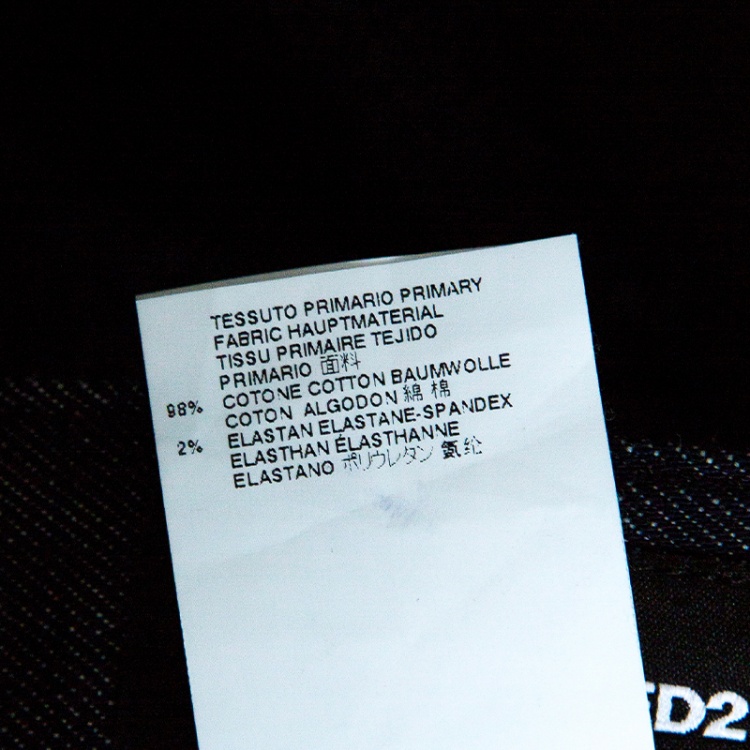 TESSUTO PRIMARIO PRIMARY
FABRIC HAUPTMATERIAL
TISSU PRIMAIRE TEJIDO
PRIMARIO 面料
98% COTONE COTTON BAUMWOLLE
COTON ALGODON 綿 棉
2% ELASTAN ELASTANE-SPANDEX
ELASTHAN ÉLASTHANNE
ELASTANO ポリウレタン 氨纶
D2